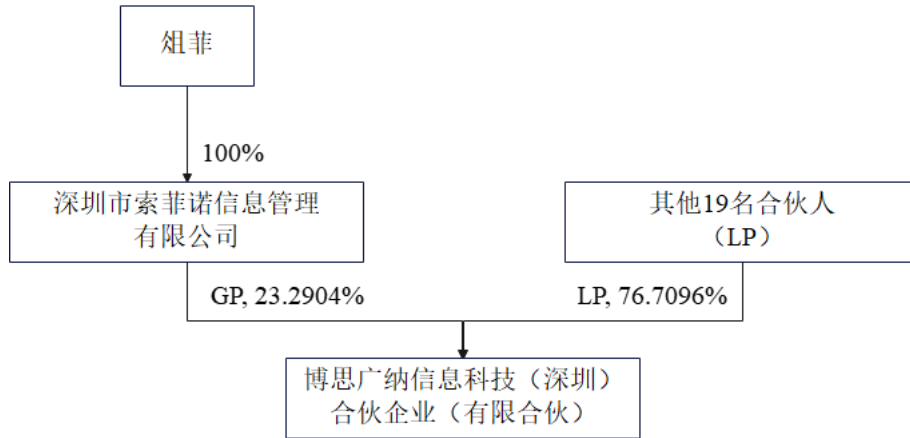 俎菲
100%
深圳市索菲诺信息管理
有限公司
其他19名合伙人
（LP）
GP, 23.2904%
LP, 76.7096%
博思广纳信息科技（深圳）
合伙企业（有限合伙）